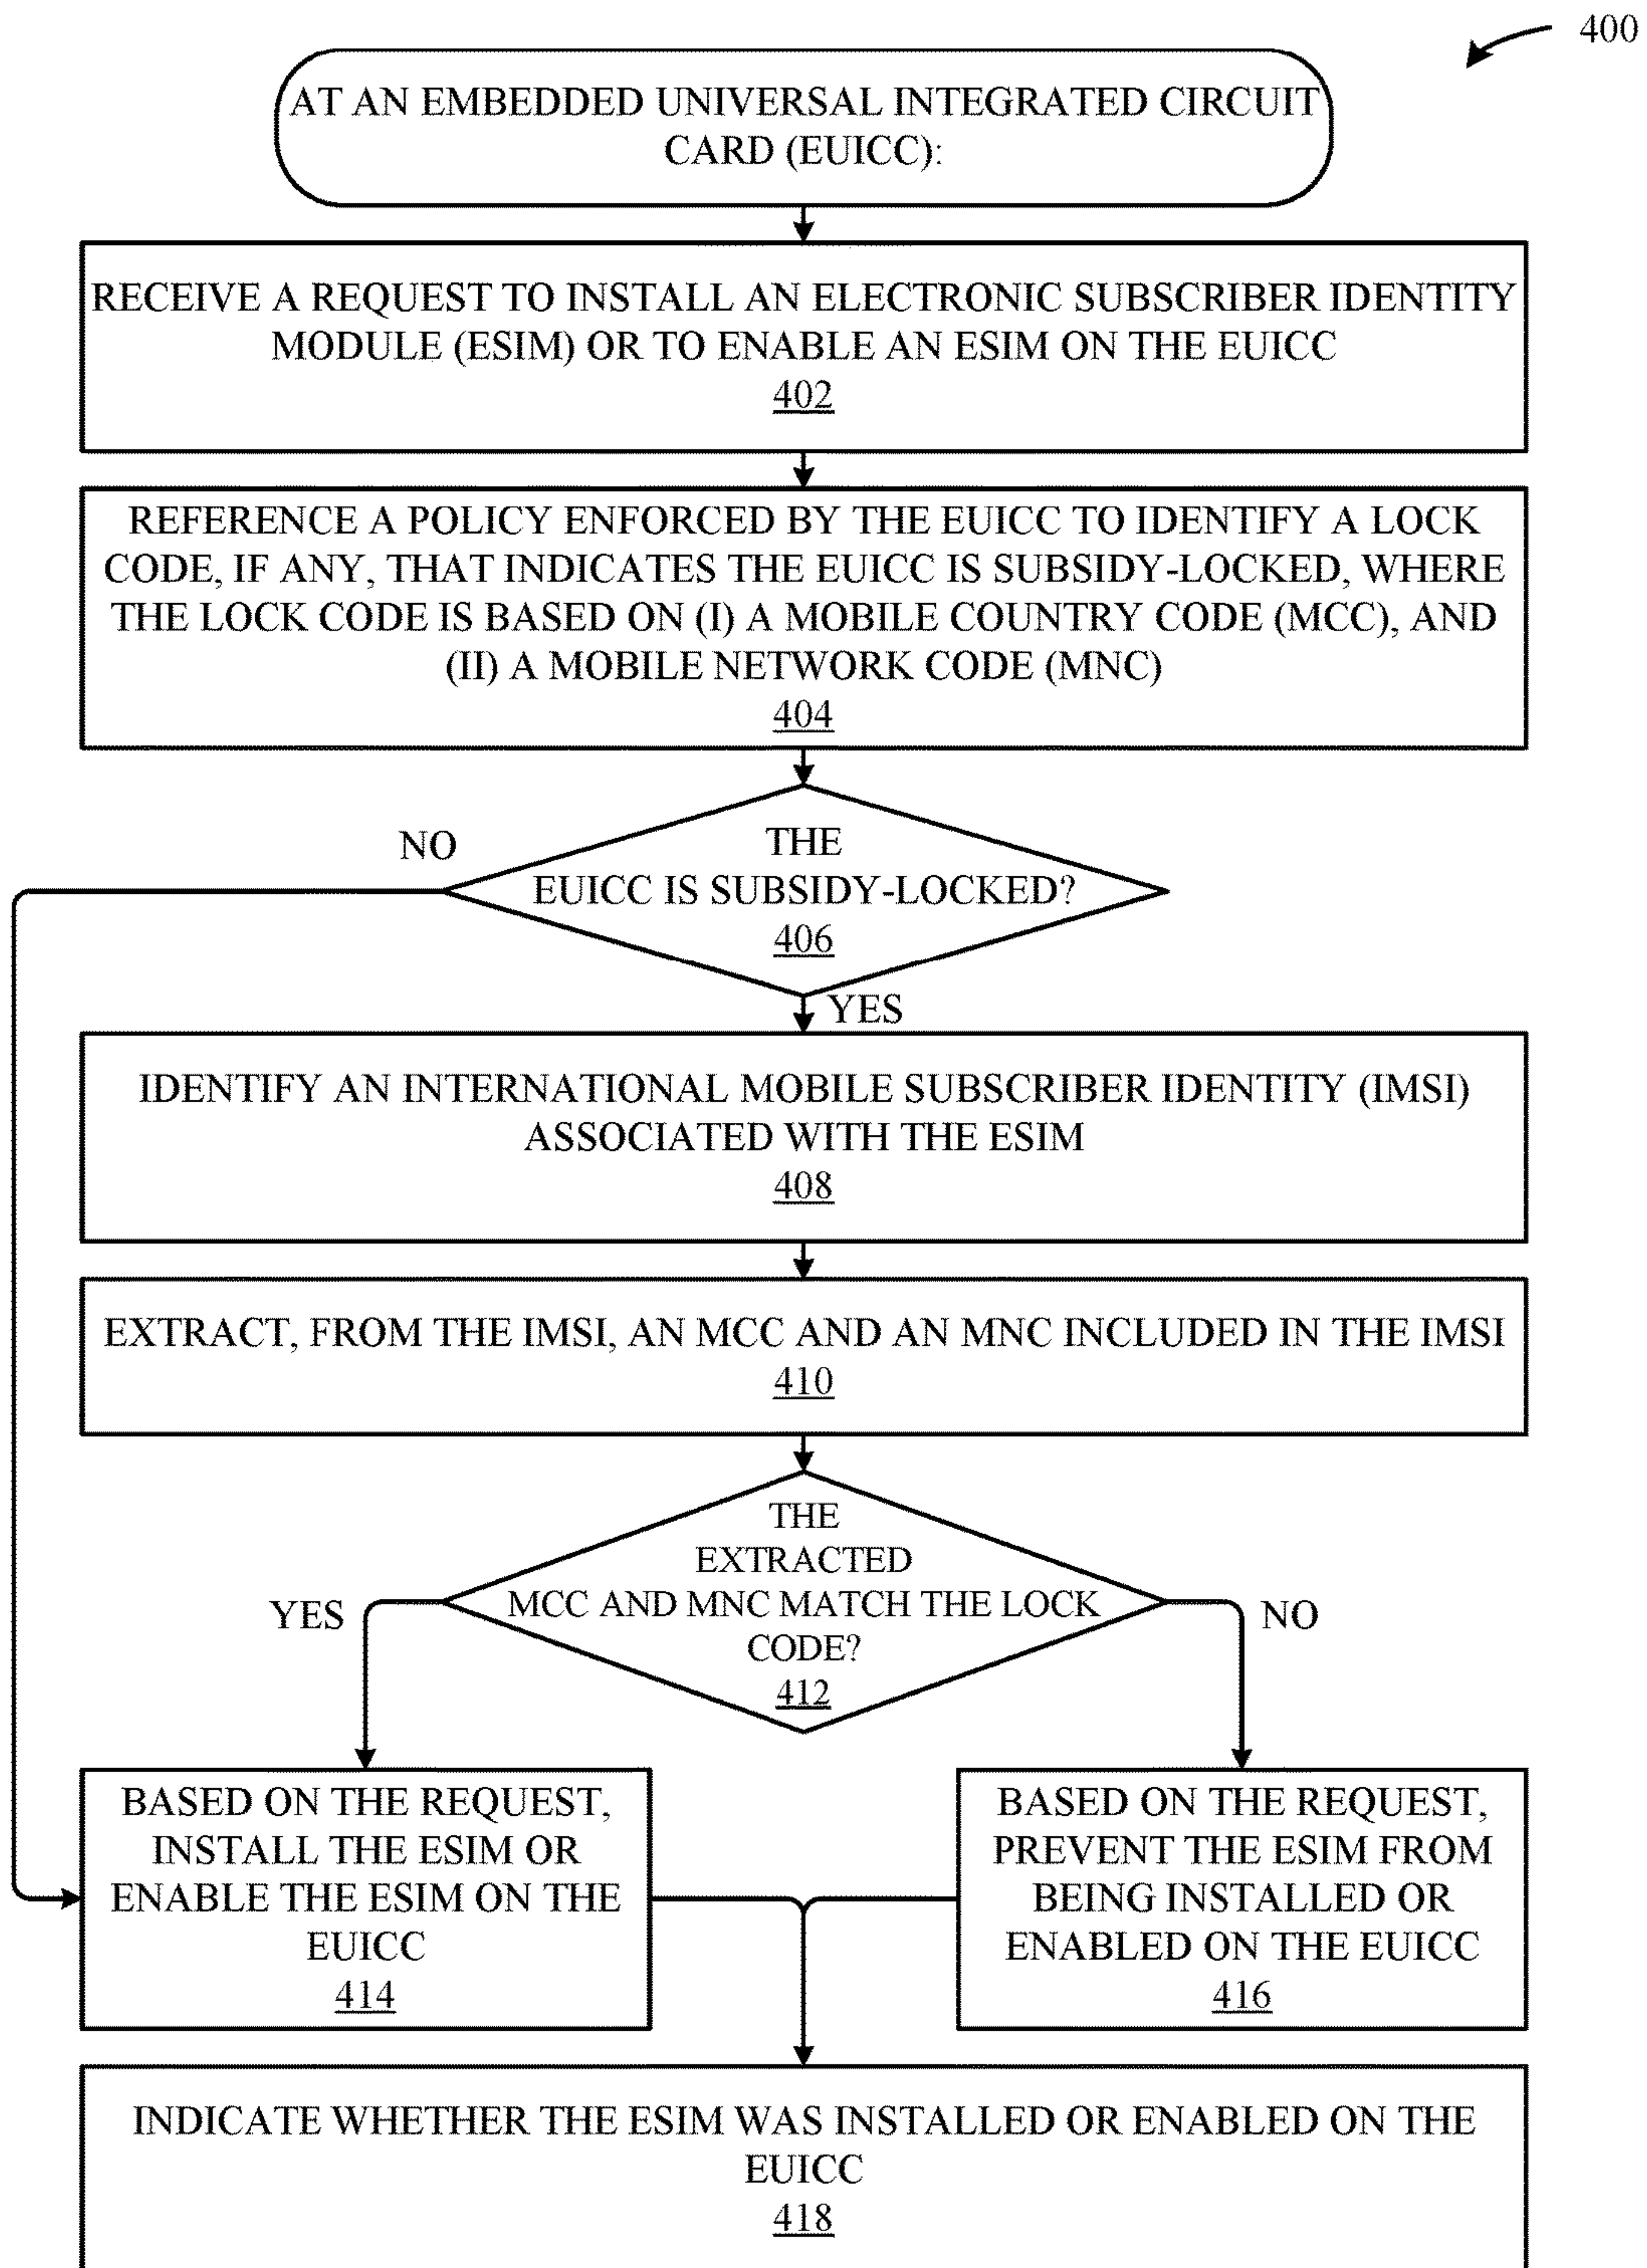 400
AT AN EMBEDDED UNIVERSAL INTEGRATED CIRCUIT
CARD (EUICC):
RECEIVE A REQUEST TO INSTALL AN ELECTRONIC SUBSCRIBER IDENTITY
MODULE (ESIM) OR TO ENABLE AN ESIM ON THE EUICC
402
REFERENCE A POLICY ENFORCED BY THE EUICC TO IDENTIFY A LOCK
CODE, IF ANY, THAT INDICATES THE EUICC IS SUBSIDY-LOCKED, WHERE
THE LOCK CODE IS BASED ON (I) A MOBILE COUNTRY CODE (MCC), AND
(II) A MOBILE NETWORK CODE (MNC)
404
NO
THE
EUICC IS SUBSIDY-LOCKED?
406
YES
IDENTIFY AN INTERNATIONAL MOBILE SUBSCRIBER IDENTITY (IMSI)
ASSOCIATED WITH THE ESIM
408
EXTRACT, FROM THE IMSI, AN MCC AND AN MNC INCLUDED IN THE IMSI
410
THE
EXTRACTED
MCC AND MNC MATCH THE LOCK
CODE?
412
YES
NO
BASED ON THE REQUEST,
INSTALL THE ESIM OR
ENABLE THE ESIM ON THE
EUICC
414
BASED ON THE REQUEST,
PREVENT THE ESIM FROM
BEING INSTALLED OR
ENABLED ON THE EUICC
416
INDICATE WHETHER THE ESIM WAS INSTALLED OR ENABLED ON THE
EUICC
418